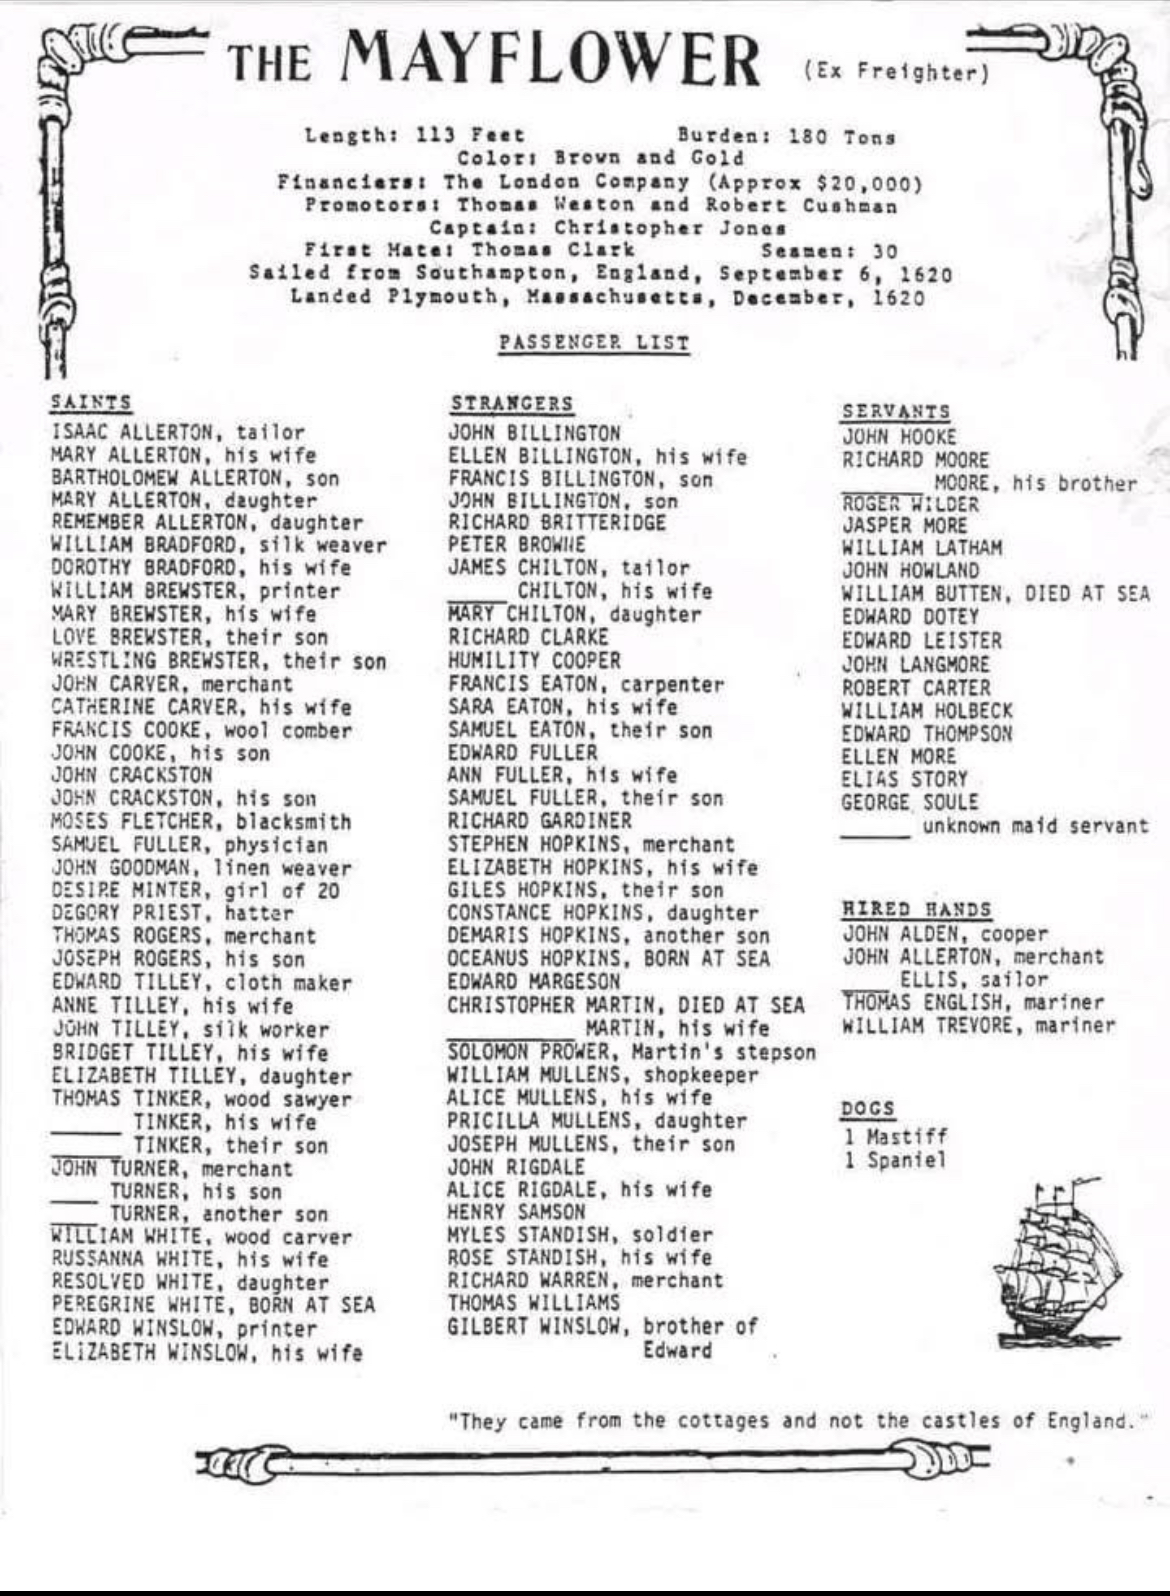 THE MAYFLOWER (Ex Freighter)
Length: 113 Feet Burden: 180 Tons
Color: Brown and Gold
Financiers: The London Company (Approx $20,000)
Promotors: Thomas Weston and Robert Cushman
Captain: Christopher Jones
First Mate: Thomas Clark Seamen: 30
Sailed from Southampton, England, September 6, 1620
Landed Plymouth, Massachusetts, December, 1620
PASSENGER LIST
SAINTS
ISAAC ALLERTON, tailor
MARY ALLERTON, his wife
BARTHOLOMEW ALLERTON, son
MARY ALLERTON, daughter
REMEMBER ALLERTON, daughter
WILLIAM BRADFORD, silk weaver
DOROTHY BRADFORD, his wife
WILLIAM BREWSTER, printer
MARY BREWSTER, his wife
LOVE BREWSTER, their son
WRESTLING BREWSTER, their son
JOHN CARVER, merchant
CATHERINE CARVER, his wife
FRANCIS COOKE, wool comber
JOHN COOKE, his son
JOHN CRACKSTON
JOHN CRACKSTON, his son
MOSES FLETCHER, blacksmith
SAMUEL FULLER, physician
JOHN GOODMAN, linen weaver
DESIRE MINTER, girl of 20
DEGORY PRIEST, hatter
THOMAS ROGERS, merchant
JOSEPH ROGERS, his son
EDWARD TILLEY, cloth maker
ANNE TILLEY, his wife
JOHN TILLEY, silk worker
BRIDGET TILLEY, his wife
ELIZABETH TILLEY, daughter
THOMAS TINKER, wood sawyer
______ TINKER, his wife
______ TINKER, their son
JOHN TURNER, merchant
____ TURNER, his son
____ TURNER, another son
WILLIAM WHITE, wood carver
RUSSANNA WHITE, his wife
RESOLVED WHITE, daughter
PEREGRINE WHITE, BORN AT SEA
EDWARD WINSLOW, printer
ELIZABETH WINSLOW, his wife
STRANGERS
JOHN BILLINGTON
ELLEN BILLINGTON, his wife
FRANCIS BILLINGTON, son
JOHN BILLINGTON, son
RICHARD BRITTERIDGE
PETER BROWNE
JAMES CHILTON, tailor
_____ CHILTON, his wife
MARY CHILTON, daughter
RICHARD CLARKE
HUMILITY COOPER
FRANCIS EATON, carpenter
SARA EATON, his wife
SAMUEL EATON, their son
EDWARD FULLER
ANN FULLER, his wife
SAMUEL FULLER, their son
RICHARD GARDINER
STEPHEN HOPKINS, merchant
ELIZABETH HOPKINS, his wife
GILES HOPKINS, their son
CONSTANCE HOPKINS, daughter
DEMARIS HOPKINS, another son
OCEANUS HOPKINS, BORN AT SEA
EDWARD MARGESON
CHRISTOPHER MARTIN, DIED AT SEA
___________ MARTIN, his wife
SOLOMON PROWER, Martin's stepson
WILLIAM MULLENS, shopkeeper
ALICE MULLENS, his wife
PRICILLA MULLENS, daughter
JOSEPH MULLENS, their son
JOHN RIGDALE
ALICE RIGDALE, his wife
HENRY SAMSON
MYLES STANDISH, soldier
ROSE STANDISH, his wife
RICHARD WARREN, merchant
THOMAS WILLIAMS
GILBERT WINSLOW, brother of
Edward
SERVANTS
JOHN HOOKE
RICHARD MOORE
_______ MOORE, his brother
ROGER WILDER
JASPER MORE
WILLIAM LATHAM
JOHN HOWLAND
WILLIAM BUTTEN, DIED AT SEA
EDWARD DOTEY
EDWARD LEISTER
JOHN LANGMORE
ROBERT CARTER
WILLIAM HOLBECK
EDWARD THOMPSON
ELLEN MORE
ELIAS STORY
GEORGE SOULE
______ unknown maid servant
HIRED HANDS
JOHN ALDEN, cooper
JOHN ALLERTON, merchant
____ ELLIS, sailor
THOMAS ENGLISH, mariner
WILLIAM TREVORE, mariner
DOGS
1 Mastiff
1 Spaniel
"They came from the cottages and not the castles of England."